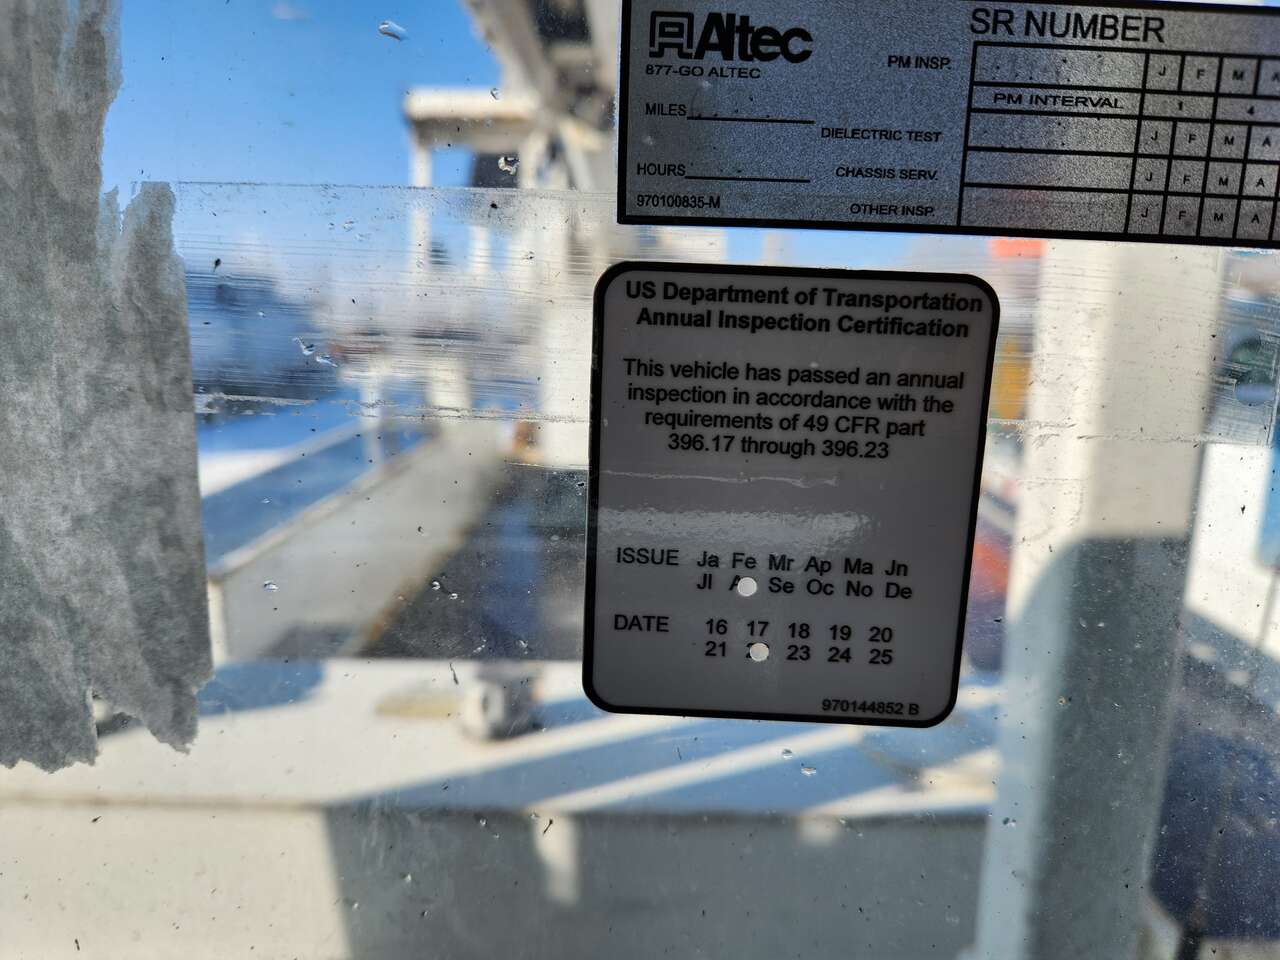 Altec
877-GO ALTEC
MILES
HOURS
970100835-M
SR NUMBER
PM INSP. J F M A
PM INTERVAL 1 4
DIELECTRIC TEST J F M A
CHASSIS SERV. J F M A
OTHER INSP. J F M A
US Department of Transportation
Annual Inspection Certification
This vehicle has passed an annual
inspection in accordance with the
requirements of 49 CFR part
396.17 through 396.23
ISSUE Ja Fe Mr Ap Ma Jn
Jl Se Oc No De
DATE 16 17 18 19 20
21 23 24 25
970144852 B